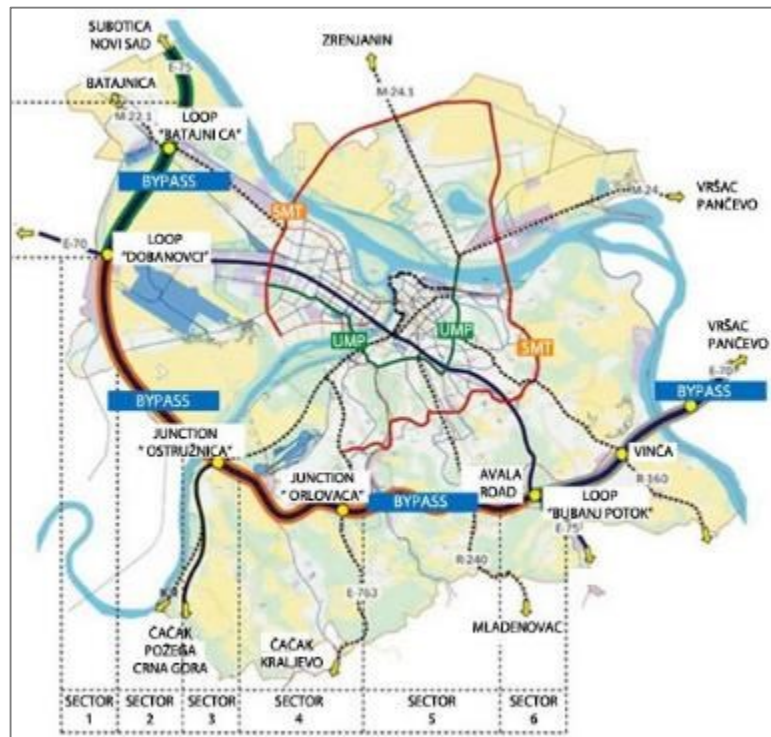 SUBOTICA
NOVI SAD
E-75
ZRENJANIN
BATAJNICA
M-24.1
M-22.1
LOOP
"BATAJNICA"
BYPASS
VRŠAC
PANČEVO
M-24
SMT
E-70
LOOP
"DOBANOVCI"
UMP
UMP
SMT
VRŠAC
PANČEVO
E-70
BYPASS
BYPASS
JUNCTION
"OSTRUŽNICA"
JUNCTION
"ORLOVACA"
BYPASS
AVALA
ROAD
VINČA
LOOP
"BUBANJ POTOK"
E-75
R-240
E-763
MLADENOVAC
ČAČAK
POŽEGA
CRNA GORA
ČAČAK
KRALJEVO
SECTOR
1
SECTOR
2
SECTOR
3
SECTOR
4
SECTOR
5
SECTOR
6